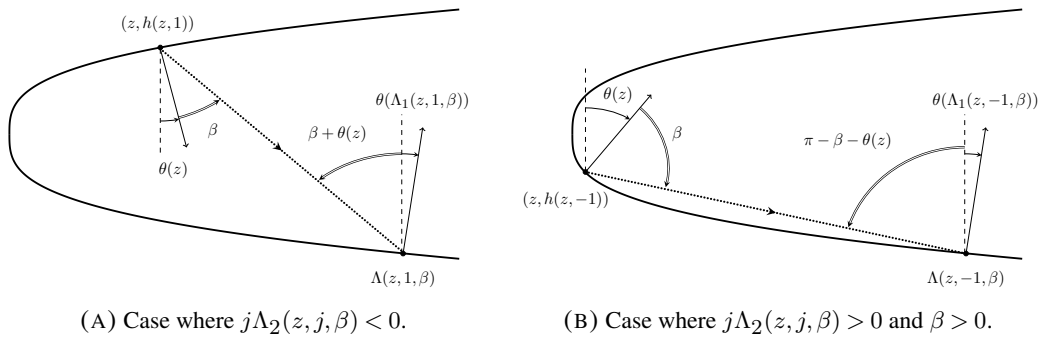 (z, h(z, 1))
θ(z)
β
β + θ(z)
θ(Λ₁(z, 1, β))
Λ(z, 1, β)
(A) Case where jΛ₂(z, j, β) < 0.
θ(z)
β
(z, h(z, −1))
π − β − θ(z)
θ(Λ₁(z, −1, β))
Λ(z, −1, β)
(B) Case where jΛ₂(z, j, β) > 0 and β > 0.